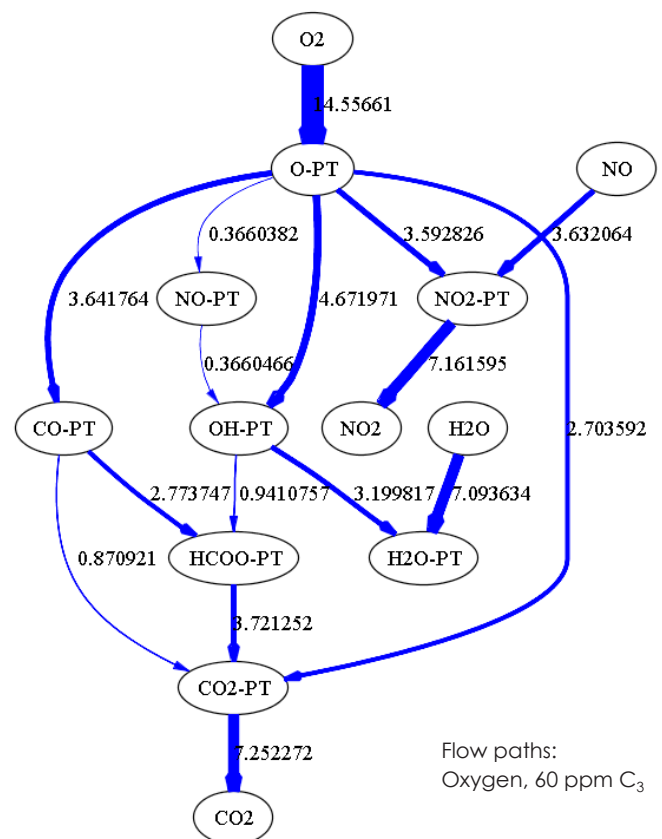 O2
14.55661
O-PT
NO
0.3660382
3.592826
3.632064
3.641764
NO-PT
4.671971
NO2-PT
0.3660466
7.161595
CO-PT
OH-PT
NO2
H2O
2.703592
2.773747
0.9410757
3.199817
7.093634
0.870921
HCOO-PT
H2O-PT
3.721252
CO2-PT
7.252272
Flow paths:
Oxygen, 60 ppm C₃
CO2